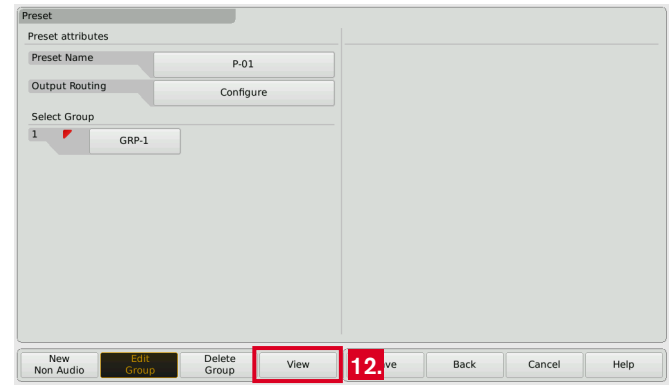 Preset
Preset attributes
Preset Name
P-01
Output Routing
Configure
Select Group
1
GRP-1
New
Non Audio
Edit
Group
Delete
Group
View
12.
ve
Back
Cancel
Help